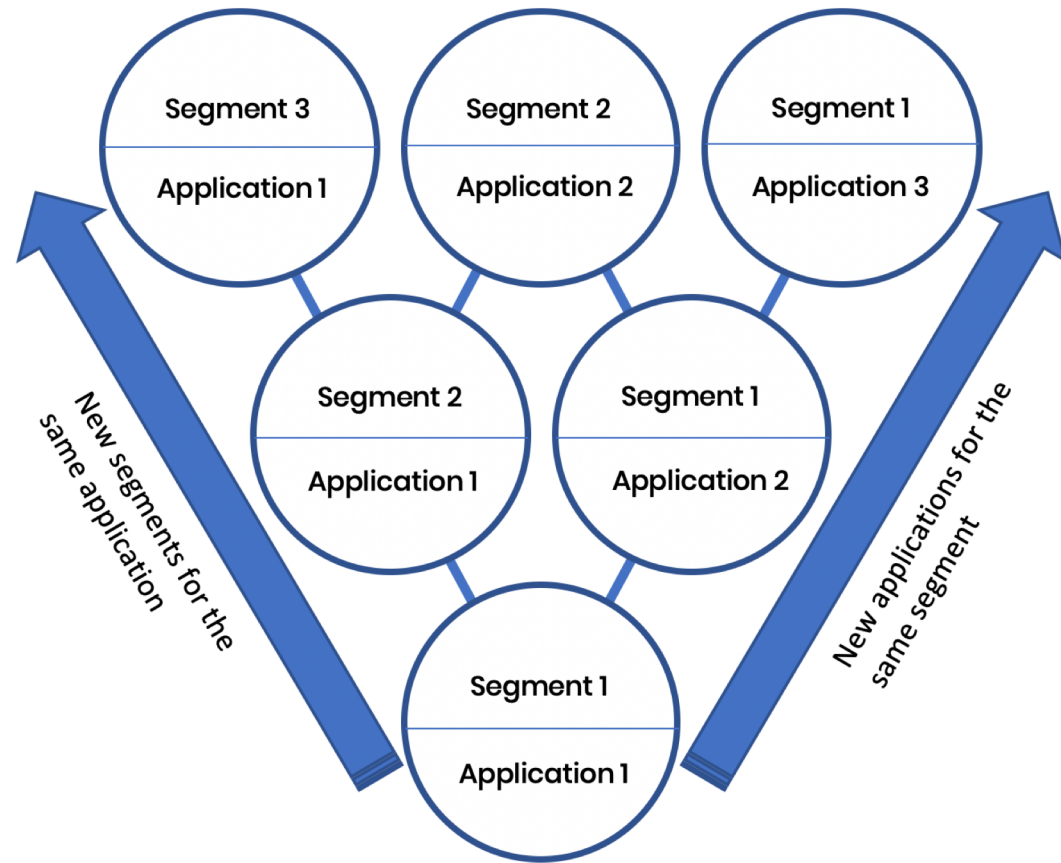 Segment 3
Application 1
Segment 2
Application 2
Segment 1
Application 3
Segment 2
Application 1
Segment 1
Application 2
Segment 1
Application 1
New segments for the
same application
New applications for the
same segment